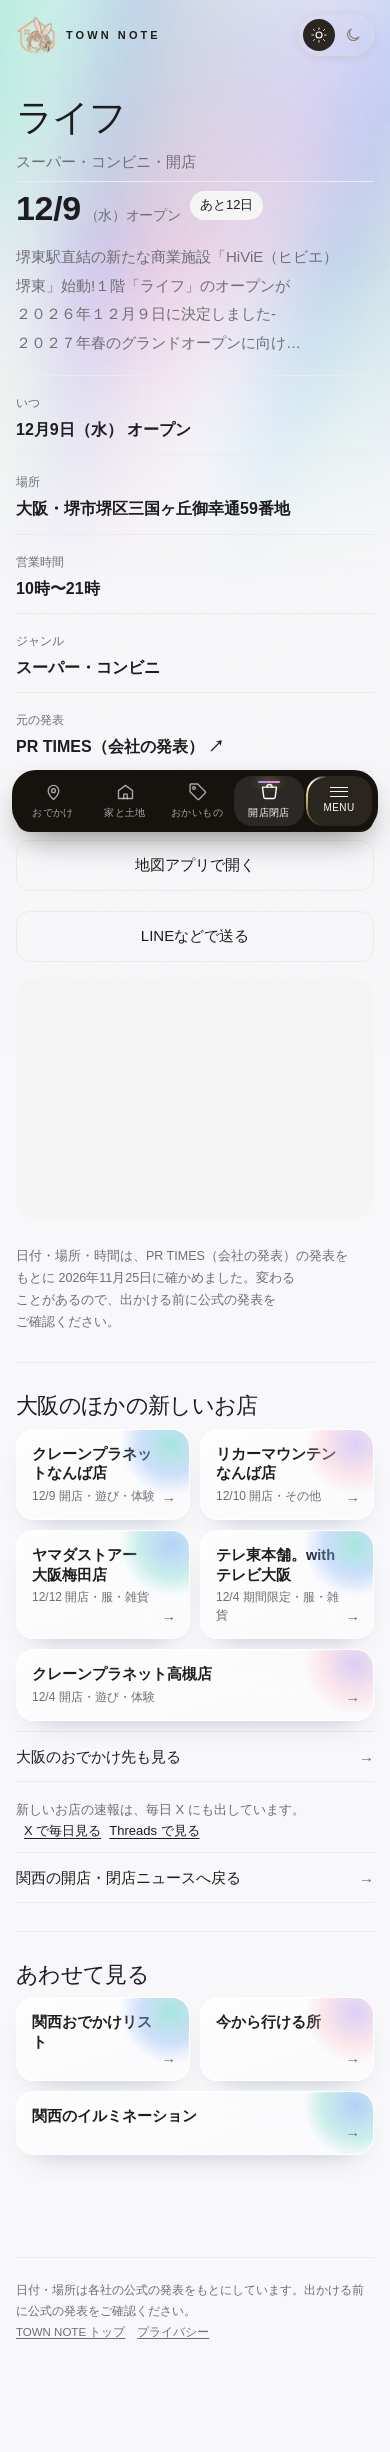 TOWN NOTE
ライフ
スーパー・コンビニ・開店
12/9 （水）オープン あと12日
堺東駅直結の新たな商業施設「HiViE（ヒビエ）
堺東」始動!１階「ライフ」のオープンが
２０２６年１２月９日に決定しました-
２０２７年春のグランドオープンに向け…
いつ
12月9日（水） オープン
場所
大阪・堺市堺区三国ヶ丘御幸通59番地
営業時間
10時〜21時
ジャンル
スーパー・コンビニ
元の発表
PR TIMES（会社の発表） ↗
おでかけ 家と土地 おかいもの 開店閉店 MENU
地図アプリで開く
LINEなどで送る
日付・場所・時間は、PR TIMES（会社の発表）の発表を
もとに 2026年11月25日に確かめました。変わる
ことがあるので、出かける前に公式の発表を
ご確認ください。
大阪のほかの新しいお店
クレーンプラネッ
トなんば店
12/9 開店・遊び・体験 →
リカーマウンテン
なんば店
12/10 開店・その他 →
ヤマダストアー
大阪梅田店
12/12 開店・服・雑貨
→
テレ東本舗。with
テレビ大阪
12/4 期間限定・服・雑
貨 →
クレーンプラネット高槻店
12/4 開店・遊び・体験 →
大阪のおでかけ先も見る →
新しいお店の速報は、毎日 X にも出しています。
X で毎日見る Threads で見る
関西の開店・閉店ニュースへ戻る →
あわせて見る
関西おでかけリス
ト
→
今から行ける所
→
関西のイルミネーション
→
日付・場所は各社の公式の発表をもとにしています。出かける前
に公式の発表をご確認ください。
TOWN NOTE トップ プライバシー